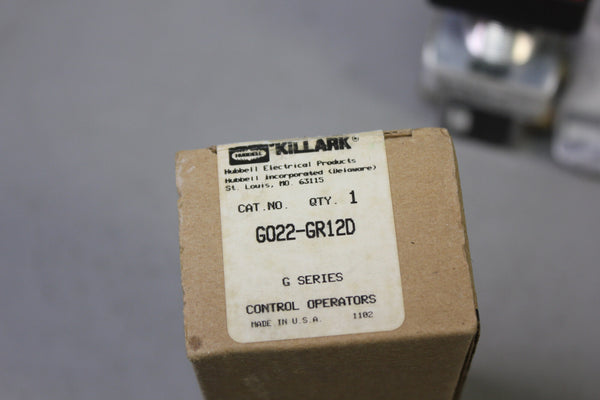 HUBBELL KILLARK®
Hubbell Electrical Products
Hubbell Incorporated (Delaware)
St. Louis, MO. 63115
CAT.NO. QTY. 1
GO22-GR12D
G SERIES
CONTROL OPERATORS
MADE IN U.S.A. 1102